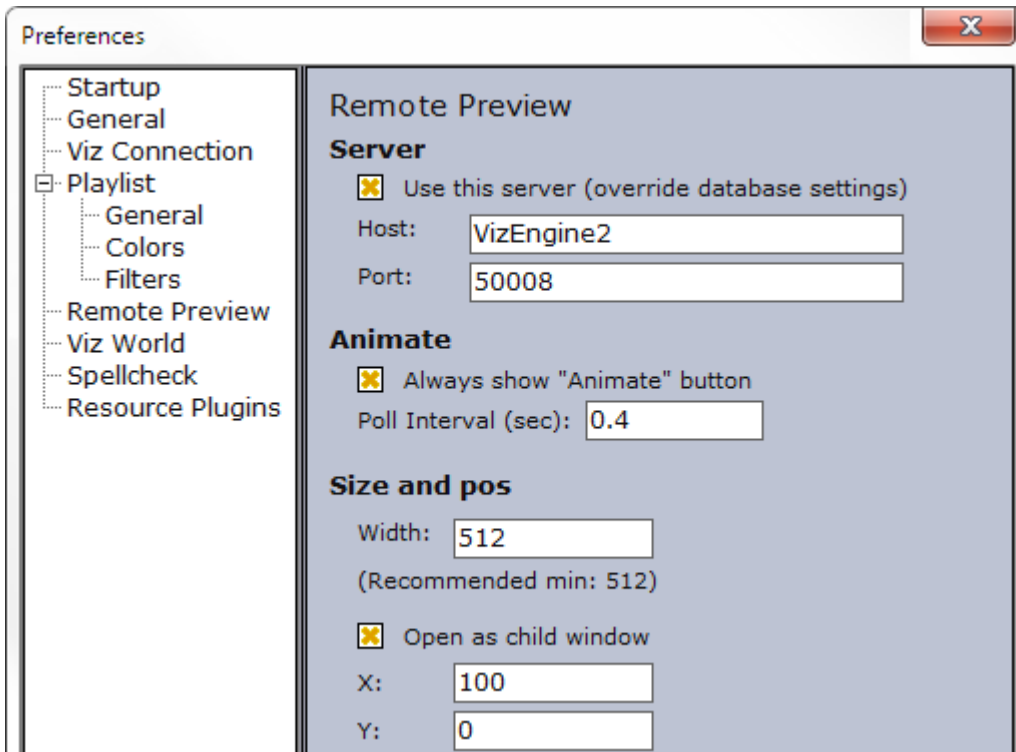 Preferences
Startup
General
Viz Connection
Playlist
General
Colors
Filters
Remote Preview
Viz World
Spellcheck
Resource Plugins
Remote Preview
Server
Use this server (override database settings)
Host: VizEngine2
Port: 50008
Animate
Always show "Animate" button
Poll Interval (sec): 0.4
Size and pos
Width: 512
(Recommended min: 512)
Open as child window
X: 100
Y: 0